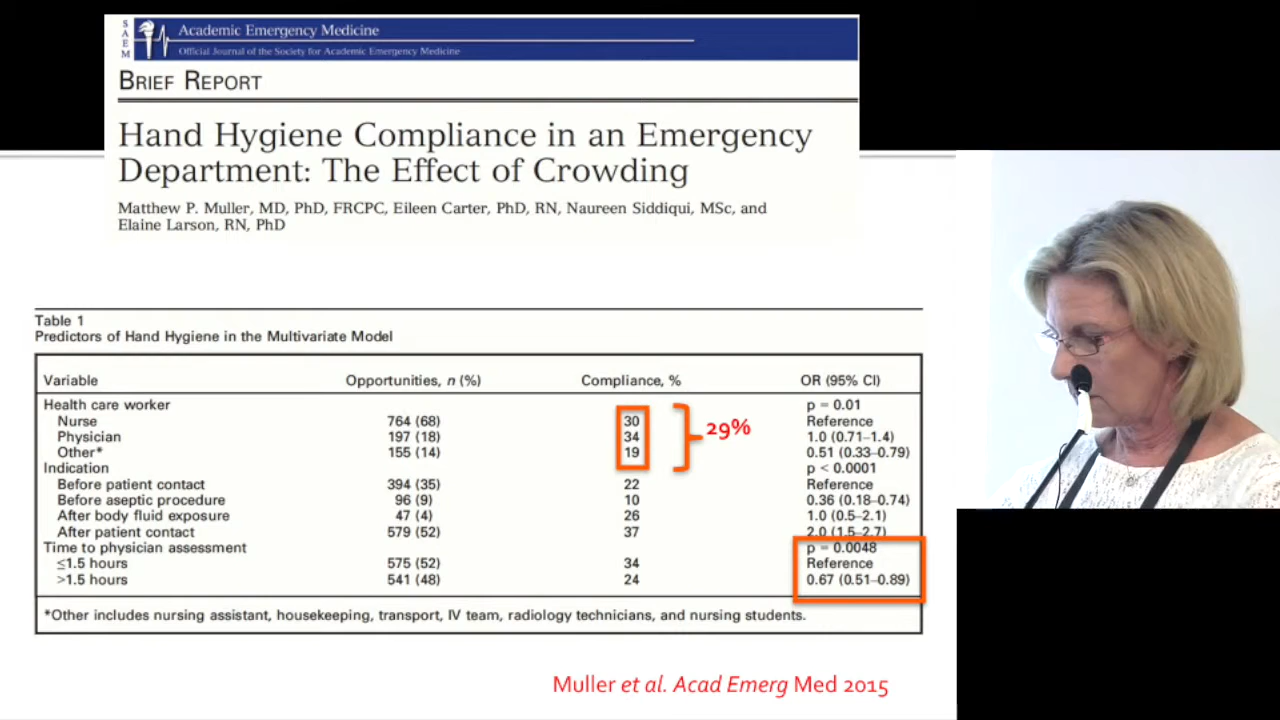 SAEM
Academic Emergency Medicine
Official Journal of the Society for Academic Emergency Medicine
BRIEF REPORT
Hand Hygiene Compliance in an Emergency
Department: The Effect of Crowding
Matthew P. Muller, MD, PhD, FRCPC, Eileen Carter, PhD, RN, Naureen Siddiqui, MSc, and
Elaine Larson, RN, PhD
Table 1
Predictors of Hand Hygiene in the Multivariate Model
Variable Opportunities, n (%) Compliance, % OR (95% CI)
Health care worker p = 0.01
Nurse 764 (68) 30 Reference
Physician 197 (18) 34 1.0 (0.71–1.4)
Other* 155 (14) 19 0.51 (0.33–0.79)
29%
Indication p < 0.0001
Before patient contact 394 (35) 22 Reference
Before aseptic procedure 96 (9) 10 0.36 (0.18–0.74)
After body fluid exposure 47 (4) 26 1.0 (0.5–2.1)
After patient contact 579 (52) 37 2.0 (1.5–2.7)
Time to physician assessment p = 0.0048
≤1.5 hours 575 (52) 34 Reference
>1.5 hours 541 (48) 24 0.67 (0.51–0.89)
*Other includes nursing assistant, housekeeping, transport, IV team, radiology technicians, and nursing students.
Muller et al. Acad Emerg Med 2015